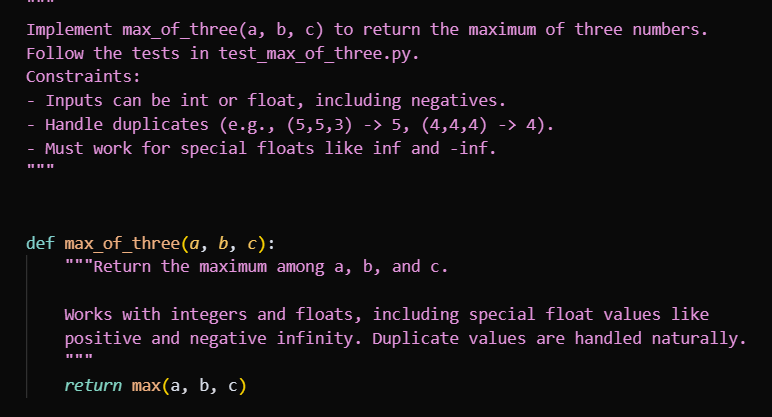 """
Implement max_of_three(a, b, c) to return the maximum of three numbers.
Follow the tests in test_max_of_three.py.
Constraints:
- Inputs can be int or float, including negatives.
- Handle duplicates (e.g., (5,5,3) -> 5, (4,4,4) -> 4).
- Must work for special floats like inf and -inf.
"""
def max_of_three(a, b, c):
    """Return the maximum among a, b, and c.
    Works with integers and floats, including special float values like
    positive and negative infinity. Duplicate values are handled naturally.
    """
    return max(a, b, c)